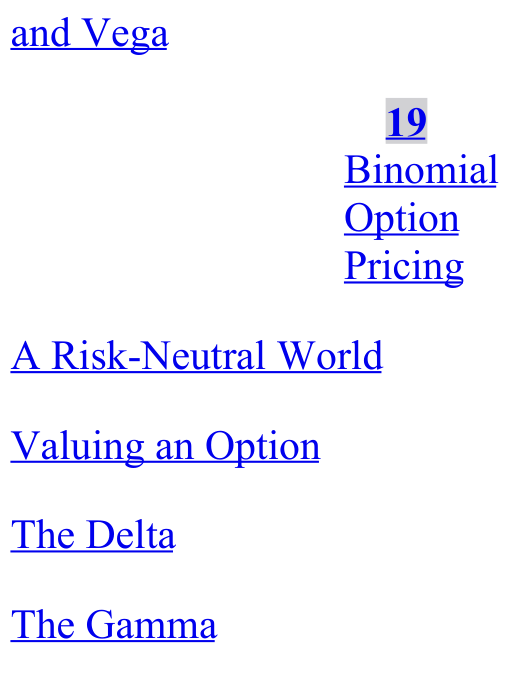 and Vega
19
Binomial
Option
Pricing
A Risk-Neutral World
Valuing an Option
The Delta
The Gamma